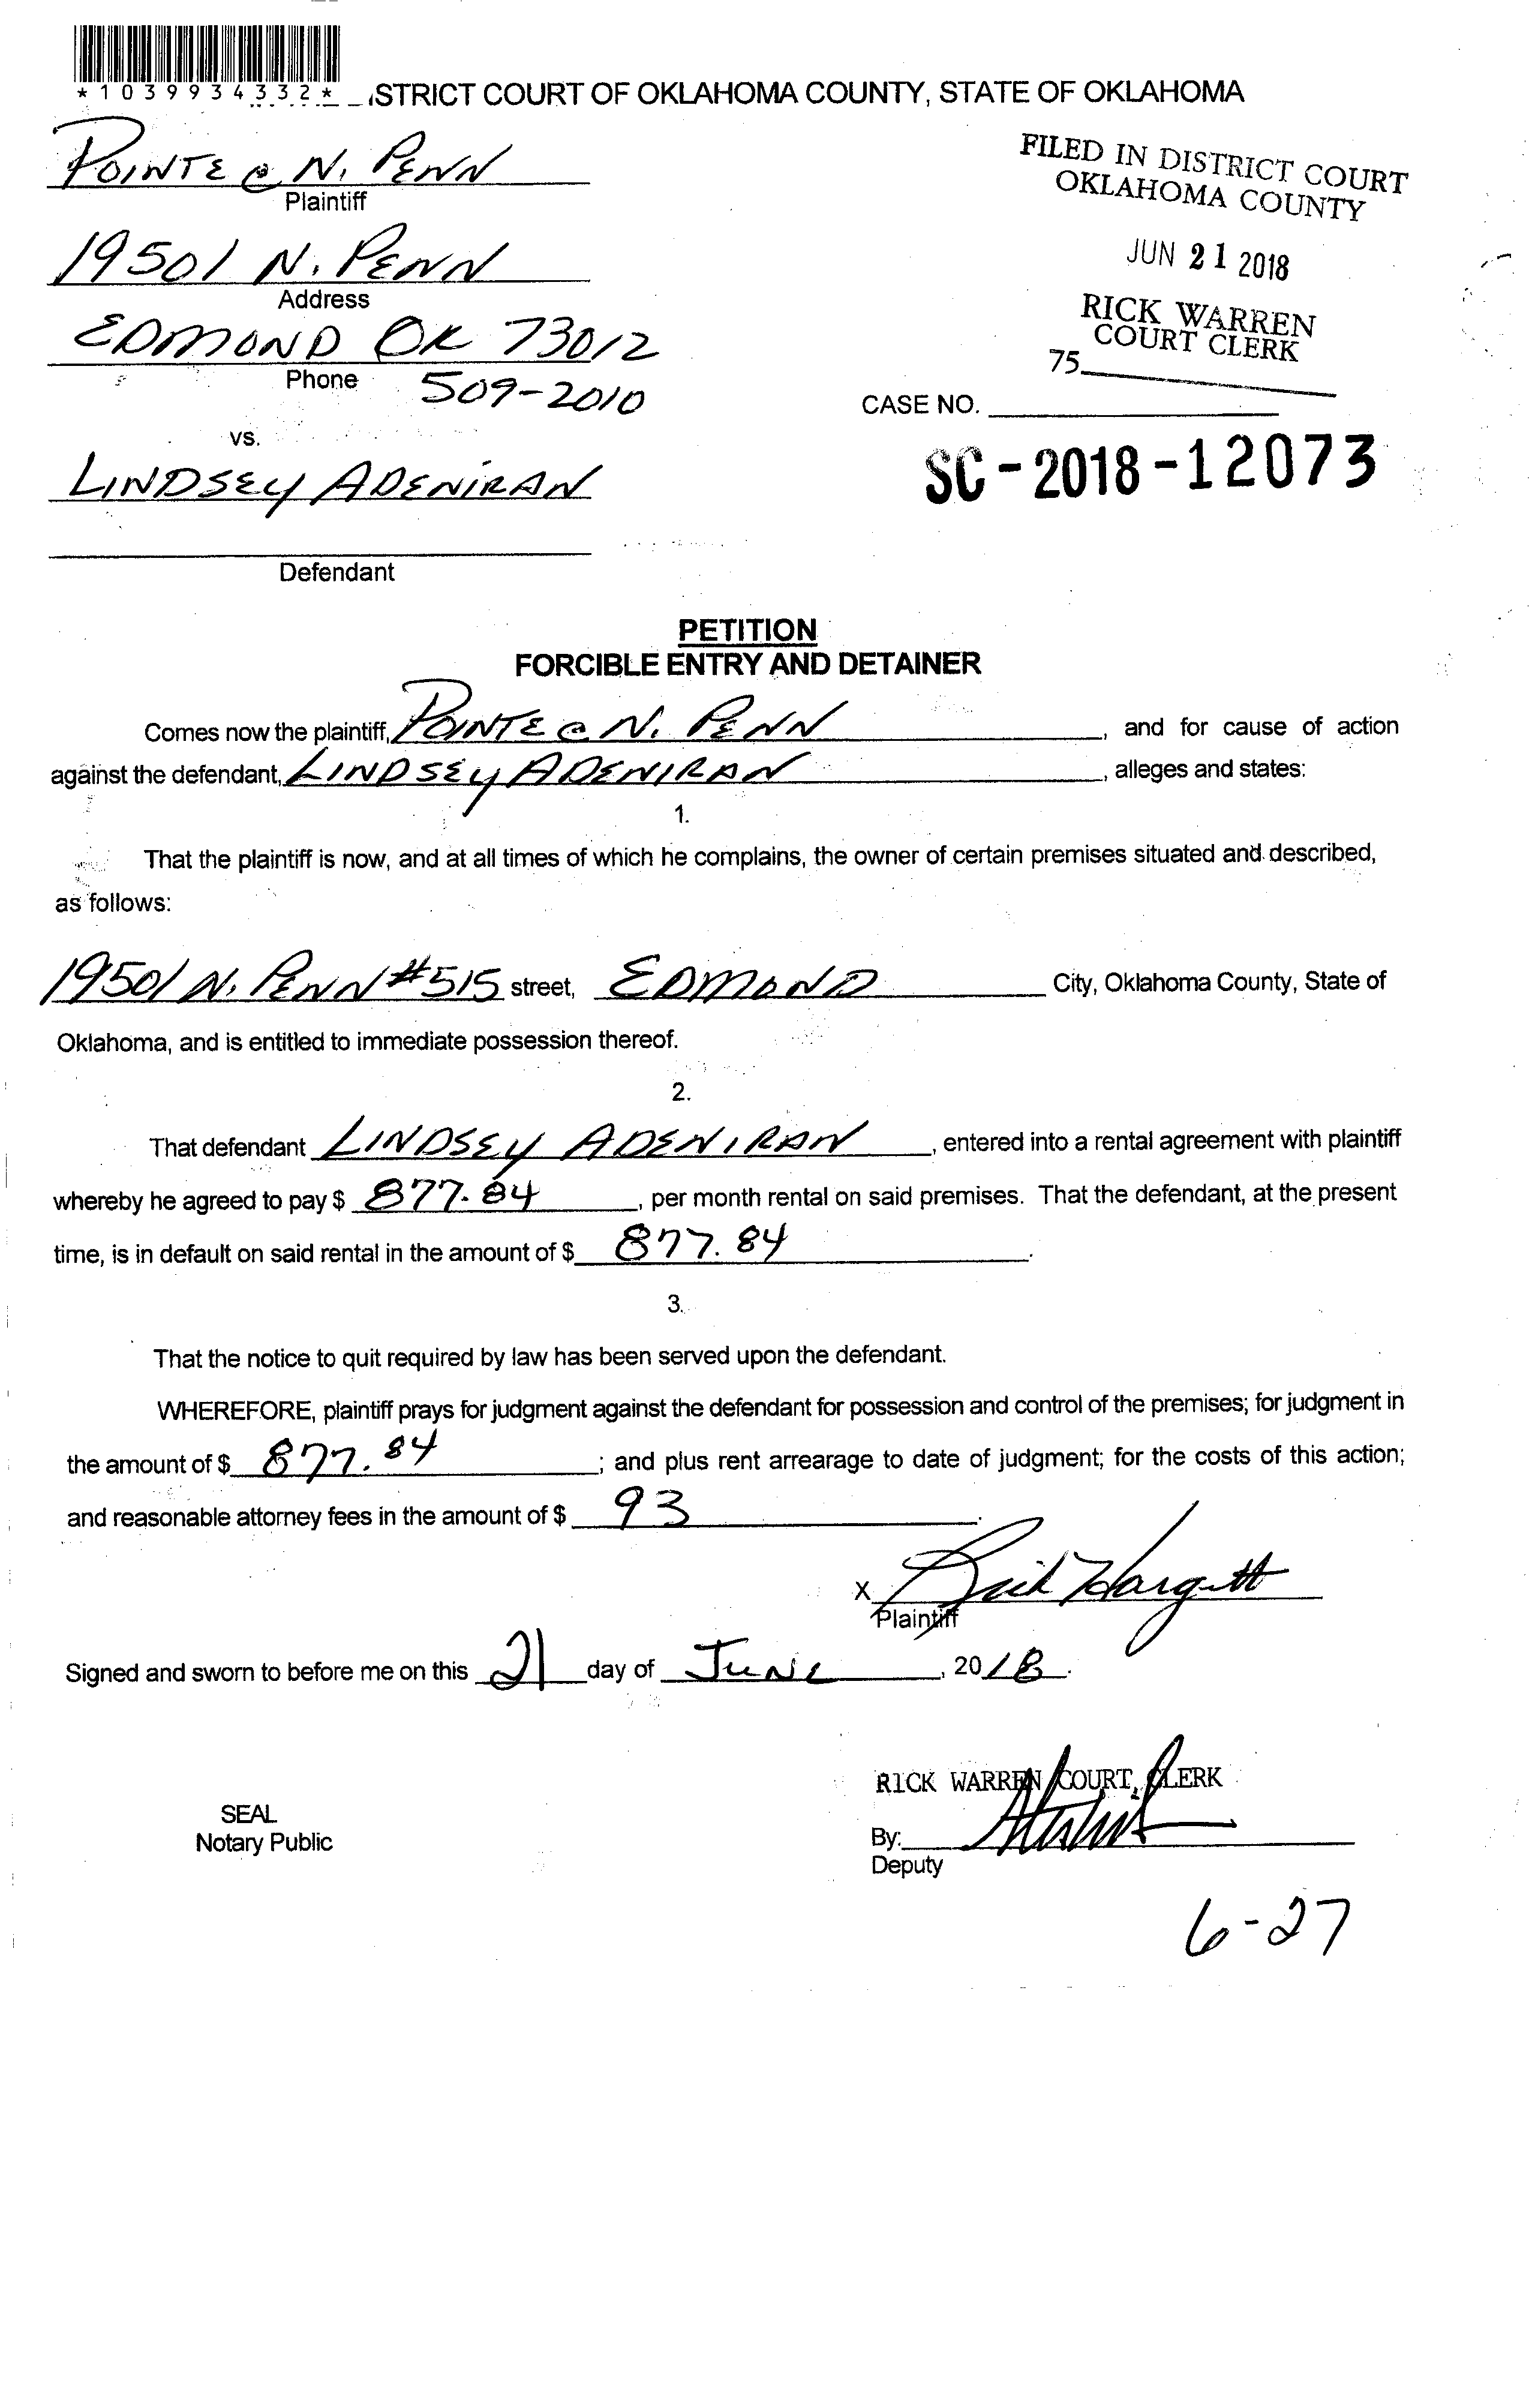 *1039934332* STRICT COURT OF OKLAHOMA COUNTY, STATE OF OKLAHOMA
POINTE @ N. PENN
Plaintiff
19501 N. PENN
Address
EDMOND OK 73012
Phone 509-2010
vs.
LINDSEY ADENIRAN
Defendant
FILED IN DISTRICT COURT
OKLAHOMA COUNTY
JUN 21 2018
RICK WARREN
COURT CLERK
75
CASE NO.
SC-2018-12073
PETITION
FORCIBLE ENTRY AND DETAINER
Comes now the plaintiff, POINTE @ N. PENN, and for cause of action
against the defendant, LINDSEY ADENIRAN, alleges and states:
1.
That the plaintiff is now, and at all times of which he complains, the owner of certain premises situated and described,
as follows:
19501 N. PENN #515 street, EDMOND City, Oklahoma County, State of
Oklahoma, and is entitled to immediate possession thereof.
2.
That defendant LINDSEY ADENIRAN, entered into a rental agreement with plaintiff
whereby he agreed to pay $ 877.84, per month rental on said premises. That the defendant, at the present
time, is in default on said rental in the amount of $ 877.84.
3.
That the notice to quit required by law has been served upon the defendant.
WHEREFORE, plaintiff prays for judgment against the defendant for possession and control of the premises; for judgment in
the amount of $ 877.84; and plus rent arrearage to date of judgment; for the costs of this action;
and reasonable attorney fees in the amount of $ 93.
X Hargett
Plaintiff
Signed and sworn to before me on this 21 day of June, 2018.
RICK WARREN COURT CLERK
SEAL
Notary Public
By:
Deputy
6-27